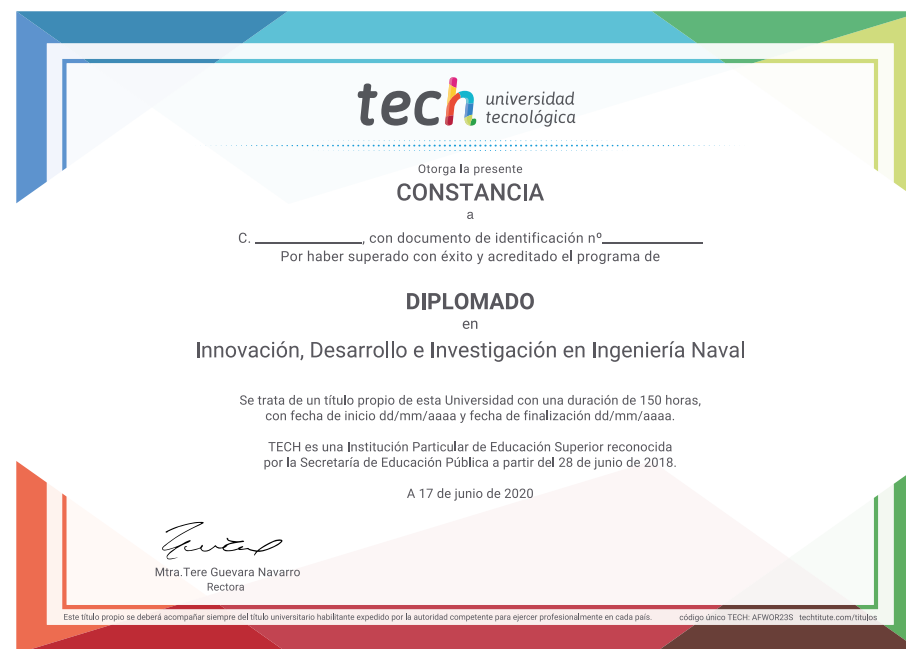 tech universidad
tecnológica
Otorga la presente
CONSTANCIA
a
C. ____________, con documento de identificación nº____________
Por haber superado con éxito y acreditado el programa de
DIPLOMADO
en
Innovación, Desarrollo e Investigación en Ingeniería Naval
Se trata de un título propio de esta Universidad con una duración de 150 horas,
con fecha de inicio dd/mm/aaaa y fecha de finalización dd/mm/aaaa.
TECH es una Institución Particular de Educación Superior reconocida
por la Secretaría de Educación Pública a partir del 28 de junio de 2018.
A 17 de junio de 2020
Mtra.Tere Guevara Navarro
Rectora
Este título propio se deberá acompañar siempre del título universitario habilitante expedido por la autoridad competente para ejercer profesionalmente en cada país. código único TECH: AFWOR23S techtitute.com/titulos